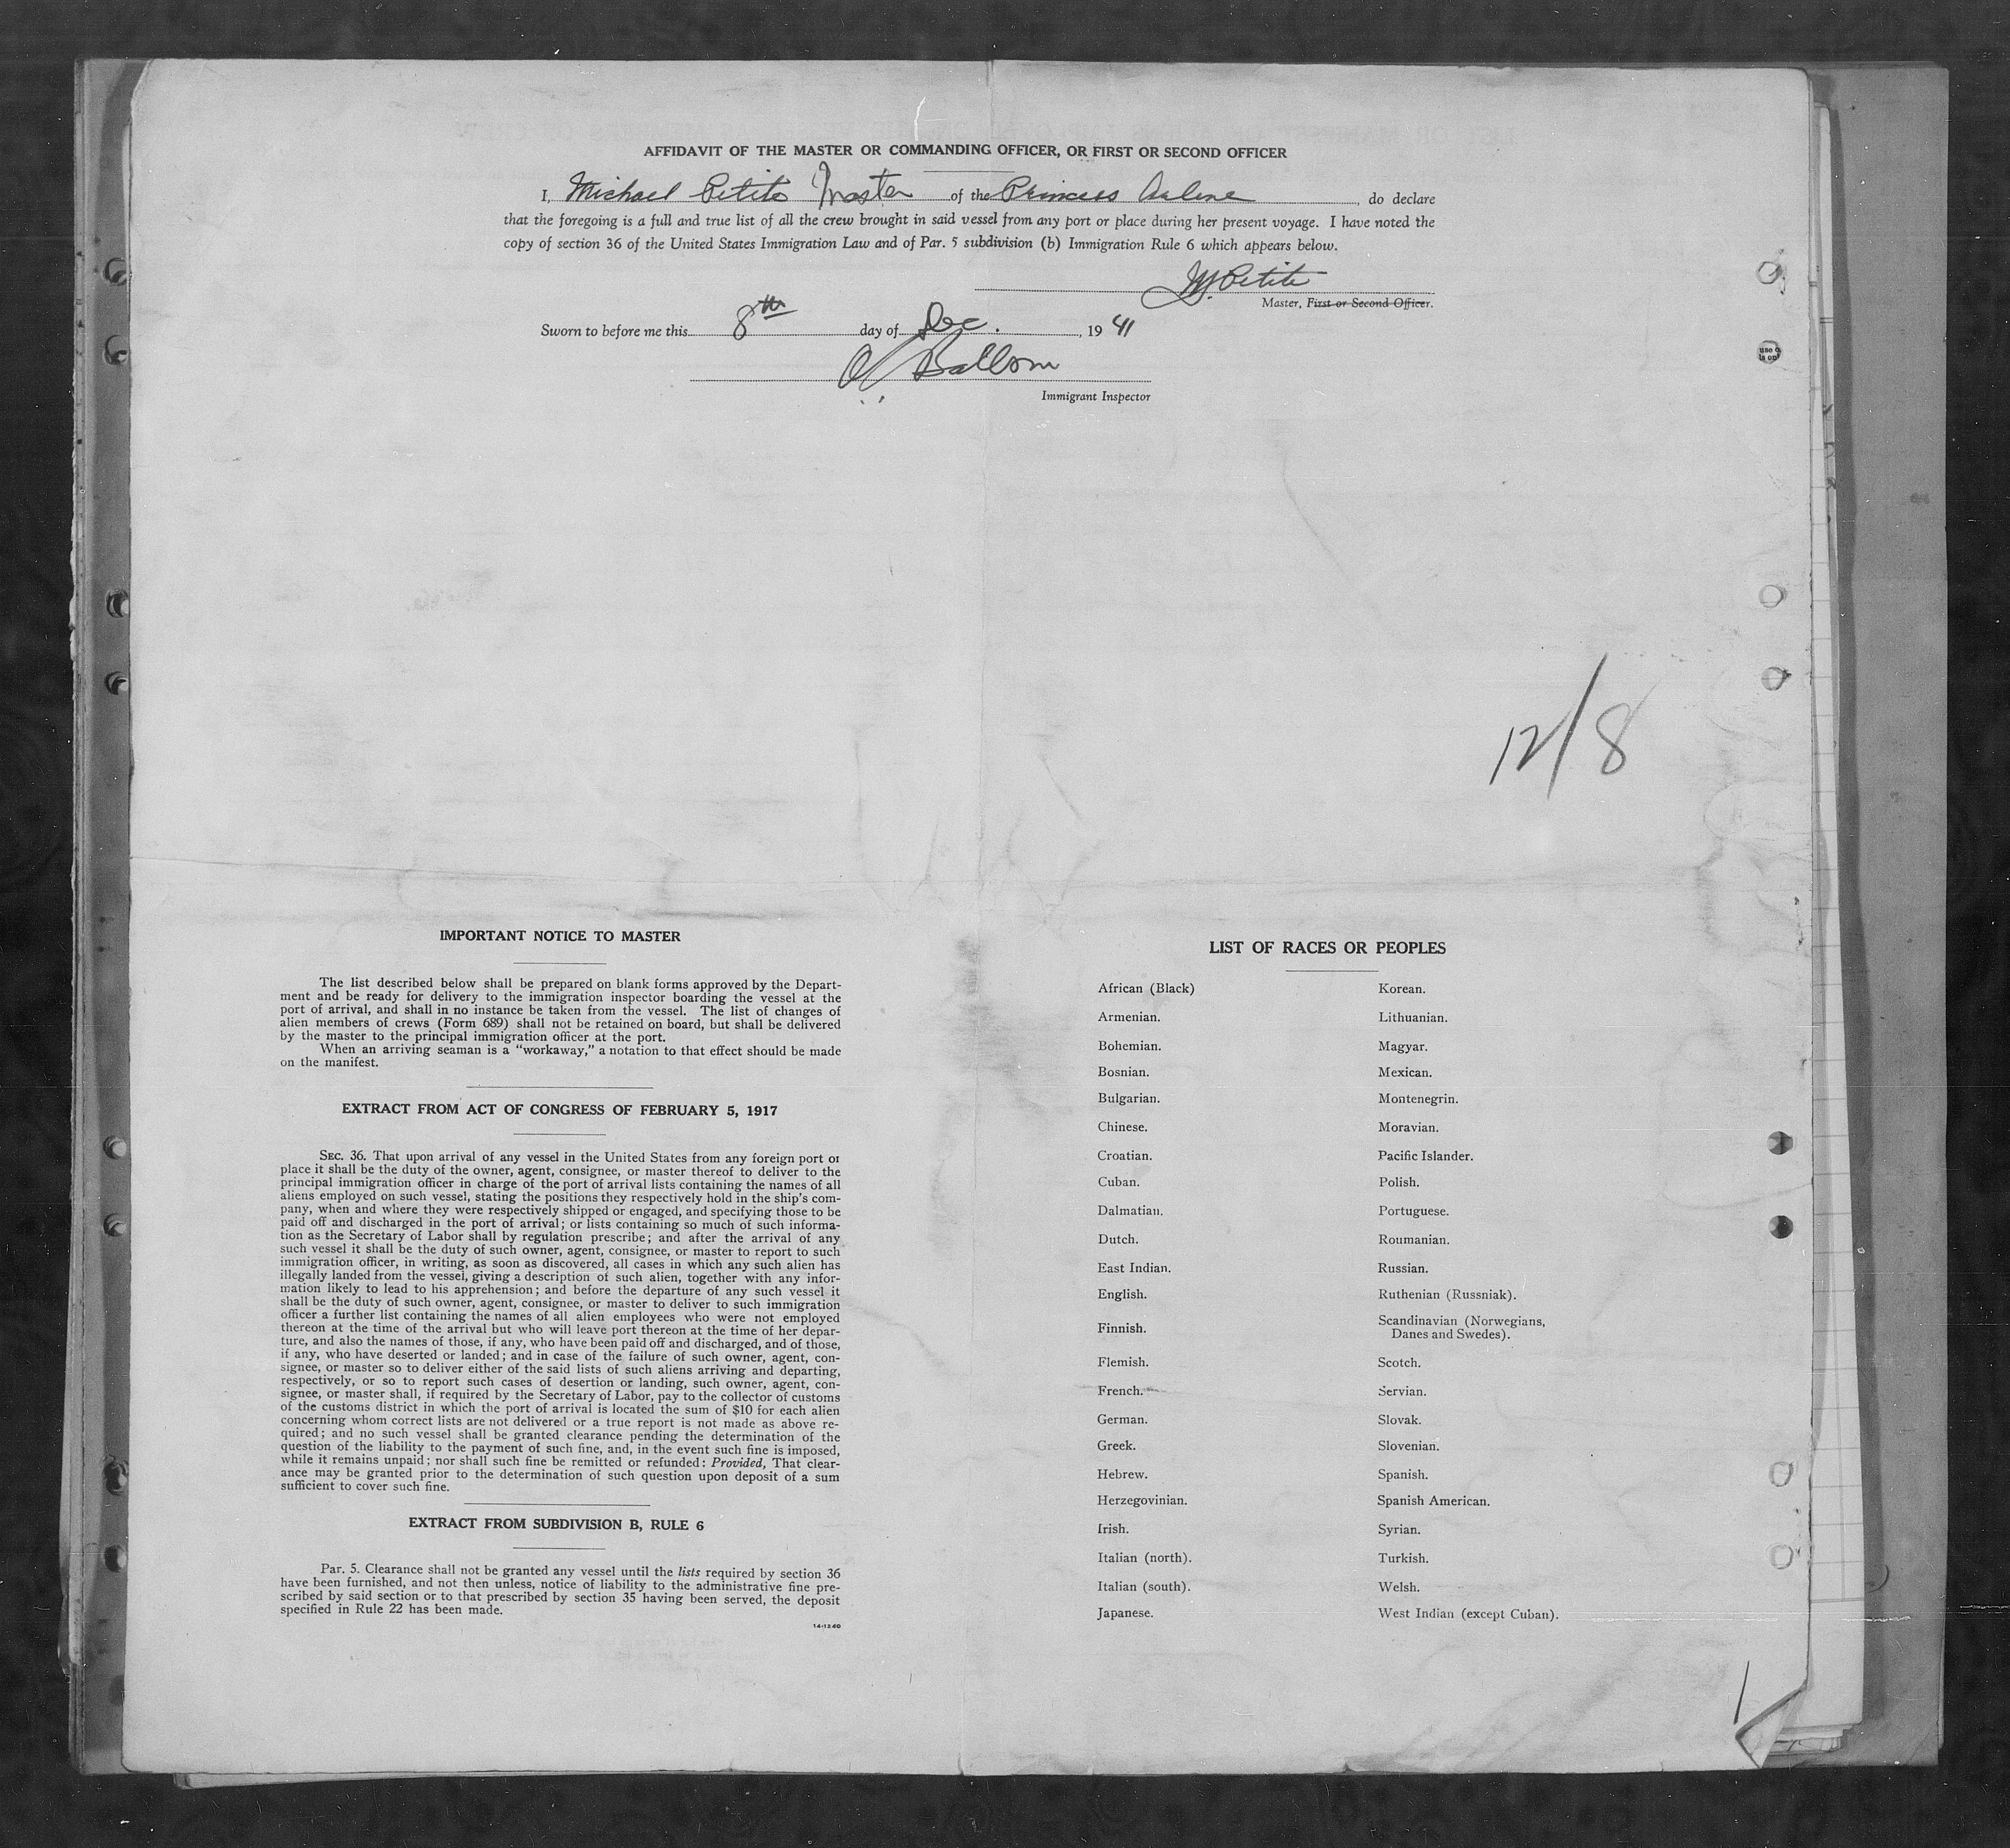 AFFIDAVIT OF THE MASTER OR COMMANDING OFFICER, OR FIRST OR SECOND OFFICER
I, Michael Petite Master of the Princess Arlene, do declare
that the foregoing is a full and true list of all the crew brought in said vessel from any port or place during her present voyage. I have noted the
copy of section 36 of the United States Immigration Law and of Par. 5 subdivision (b) Immigration Rule 6 which appears below.
M. Petite
Master, First or Second Officer.
Sworn to before me this 8th day of Dec., 1941
Immigrant Inspector
use o
is on
12/8
IMPORTANT NOTICE TO MASTER
The list described below shall be prepared on blank forms approved by the Depart-
ment and be ready for delivery to the immigration inspector boarding the vessel at the
port of arrival, and shall in no instance be taken from the vessel. The list of changes of
alien members of crews (Form 689) shall not be retained on board, but shall be delivered
by the master to the principal immigration officer at the port.
When an arriving seaman is a "workaway," a notation to that effect should be made
on the manifest.
EXTRACT FROM ACT OF CONGRESS OF FEBRUARY 5, 1917
SEC. 36. That upon arrival of any vessel in the United States from any foreign port or
place it shall be the duty of the owner, agent, consignee, or master thereof to deliver to the
principal immigration officer in charge of the port of arrival lists containing the names of all
aliens employed on such vessel, stating the positions they respectively hold in the ship's com-
pany, when and where they were respectively shipped or engaged, and specifying those to be
paid off and discharged in the port of arrival; or lists containing so much of such informa-
tion as the Secretary of Labor shall by regulation prescribe; and after the arrival of any
such vessel it shall be the duty of such owner, agent, consignee, or master to report to such
immigration officer, in writing, as soon as discovered, all cases in which any such alien has
illegally landed from the vessel, giving a description of such alien, together with any infor-
mation likely to lead to his apprehension; and before the departure of any such vessel it
shall be the duty of such owner, agent, consignee, or master to deliver to such immigration
officer a further list containing the names of all alien employees who were not employed
thereon at the time of the arrival but who will leave port thereon at the time of her depar-
ture, and also the names of those, if any, who have been paid off and discharged, and of those,
if any, who have deserted or landed; and in case of the failure of such owner, agent, con-
signee, or master so to deliver either of the said lists of such aliens arriving and departing,
respectively, or so to report such cases of desertion or landing, such owner, agent, con-
signee, or master shall, if required by the Secretary of Labor, pay to the collector of customs
of the customs district in which the port of arrival is located the sum of $10 for each alien
concerning whom correct lists are not delivered or a true report is not made as above re-
quired; and no such vessel shall be granted clearance pending the determination of the
question of the liability to the payment of such fine, and, in the event such fine is imposed,
while it remains unpaid; nor shall such fine be remitted or refunded: Provided, That clear-
ance may be granted prior to the determination of such question upon deposit of a sum
sufficient to cover such fine.
EXTRACT FROM SUBDIVISION B, RULE 6
Par. 5. Clearance shall not be granted any vessel until the lists required by section 36
have been furnished, and not then unless, notice of liability to the administrative fine pre-
scribed by said section or to that prescribed by section 35 having been served, the deposit
specified in Rule 22 has been made.
14-1240
LIST OF RACES OR PEOPLES
African (Black)
Armenian.
Bohemian.
Bosnian.
Bulgarian.
Chinese.
Croatian.
Cuban.
Dalmatian.
Dutch.
East Indian.
English.
Finnish.
Flemish.
French.
German.
Greek.
Hebrew.
Herzegovinian.
Irish.
Italian (north).
Italian (south).
Japanese.
Korean.
Lithuanian.
Magyar.
Mexican.
Montenegrin.
Moravian.
Pacific Islander.
Polish.
Portuguese.
Roumanian.
Russian.
Ruthenian (Russniak).
Scandinavian (Norwegians,
Danes and Swedes).
Scotch.
Servian.
Slovak.
Slovenian.
Spanish.
Spanish American.
Syrian.
Turkish.
Welsh.
West Indian (except Cuban).